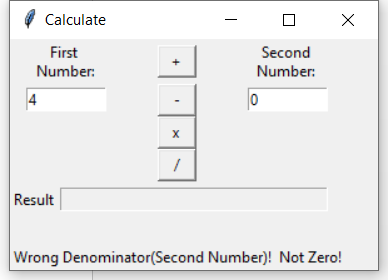 Calculate
First
Number:
+
Second
Number:
4
-
0
x
/
Result
Wrong Denominator(Second Number)!  Not Zero!